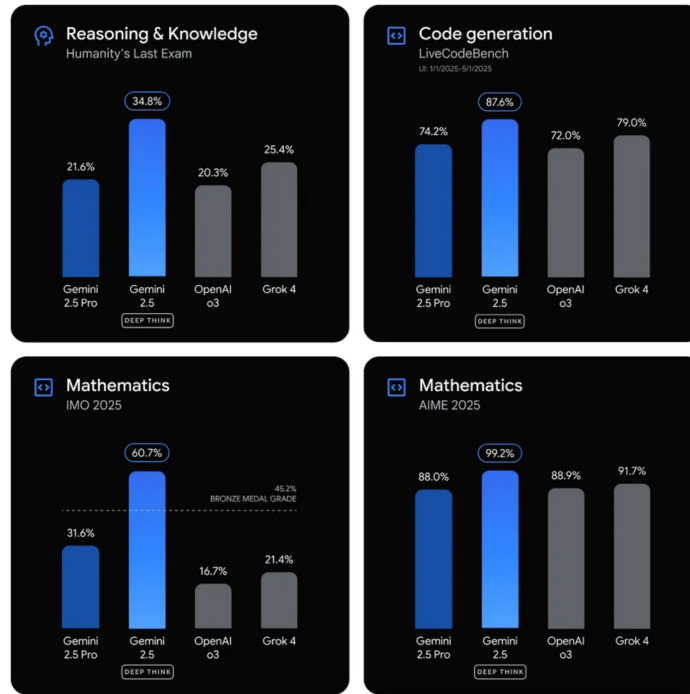 Reasoning & Knowledge
Humanity's Last Exam
34.8%
21.6%
20.3%
25.4%
Gemini
2.5 Pro
Gemini
2.5
DEEP THINK
OpenAI
o3
Grok 4
Code generation
LiveCodeBench
UI: 1/1/2025-5/1/2025
87.6%
74.2%
72.0%
79.0%
Gemini
2.5 Pro
Gemini
2.5
DEEP THINK
OpenAI
o3
Grok 4
Mathematics
IMO 2025
60.7%
45.2%
BRONZE MEDAL GRADE
31.6%
16.7%
21.4%
Gemini
2.5 Pro
Gemini
2.5
DEEP THINK
OpenAI
o3
Grok 4
Mathematics
AIME 2025
99.2%
88.0%
88.9%
91.7%
Gemini
2.5 Pro
Gemini
2.5
DEEP THINK
OpenAI
o3
Grok 4